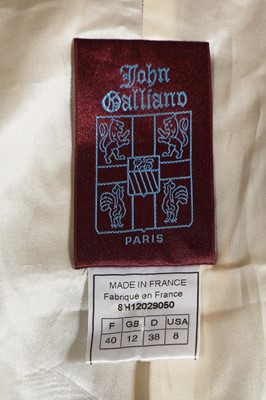 John
Galliano
PARIS
MADE IN FRANCE
Fabriqué en France
8H12029050
F GB D USA
40 12 38 8